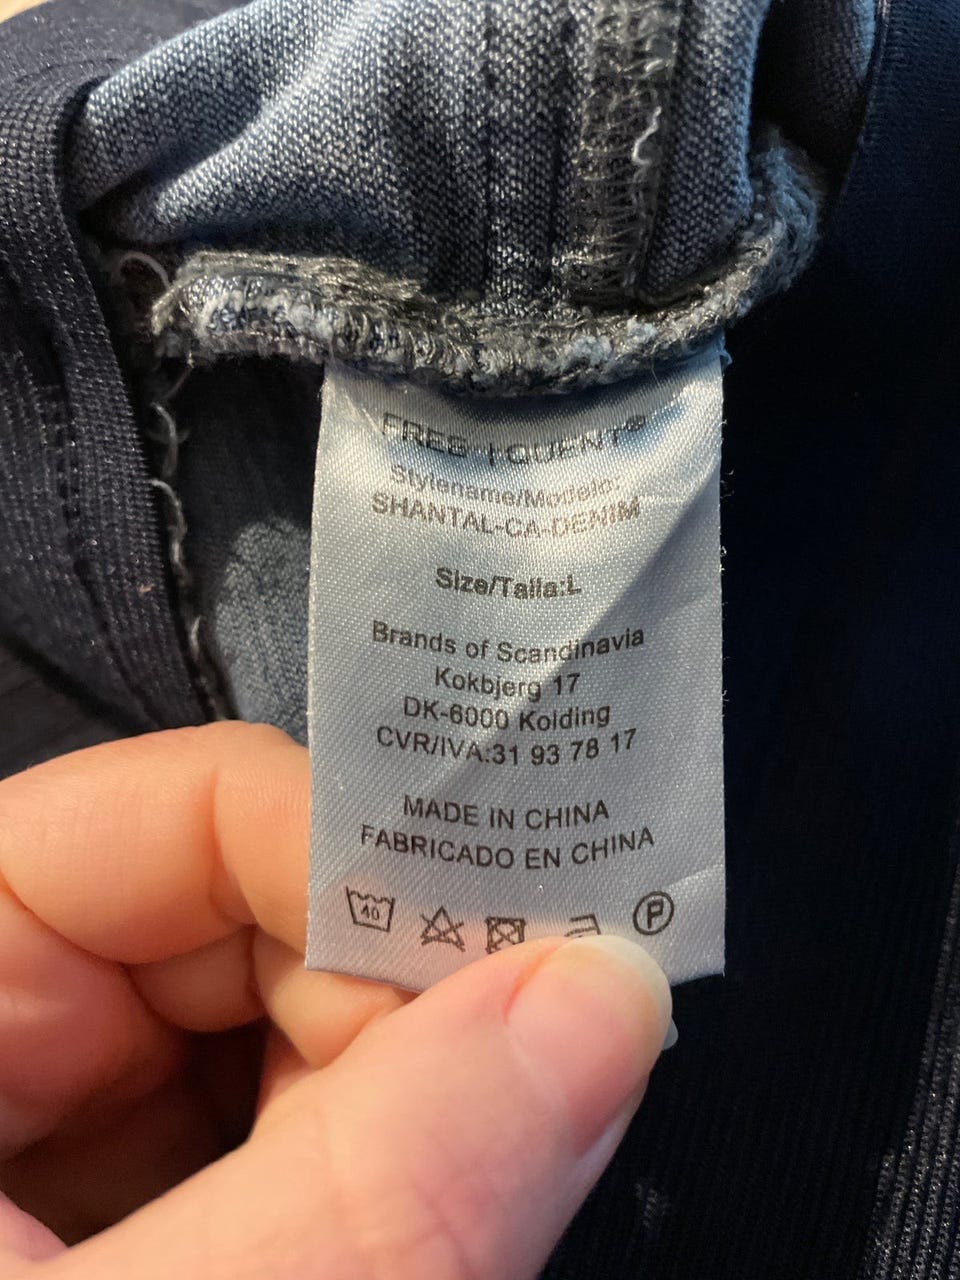 FREE | QUENT®
Stylename/Modelo:
SHANTAL-CA-DENIM
Size/Talla:L
Brands of Scandinavia
Kokbjerg 17
DK-6000 Kolding
CVR/IVA:31 93 78 17
MADE IN CHINA
FABRICADO EN CHINA
40
P